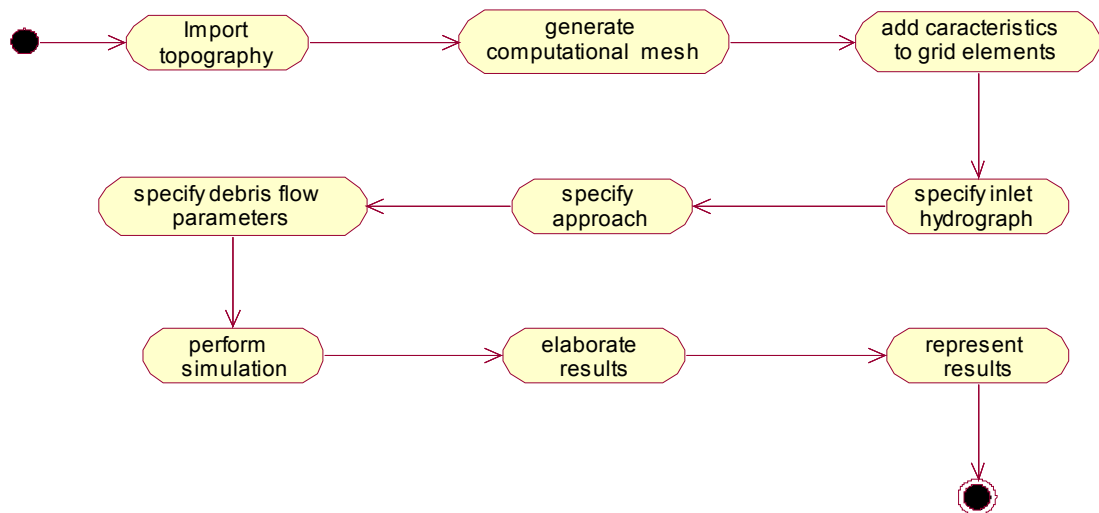 Import
topography
generate
computational mesh
add caracteristics
to grid elements
specify inlet
hydrograph
specify
approach
specify debris flow
parameters
perform
simulation
elaborate
results
represent
results